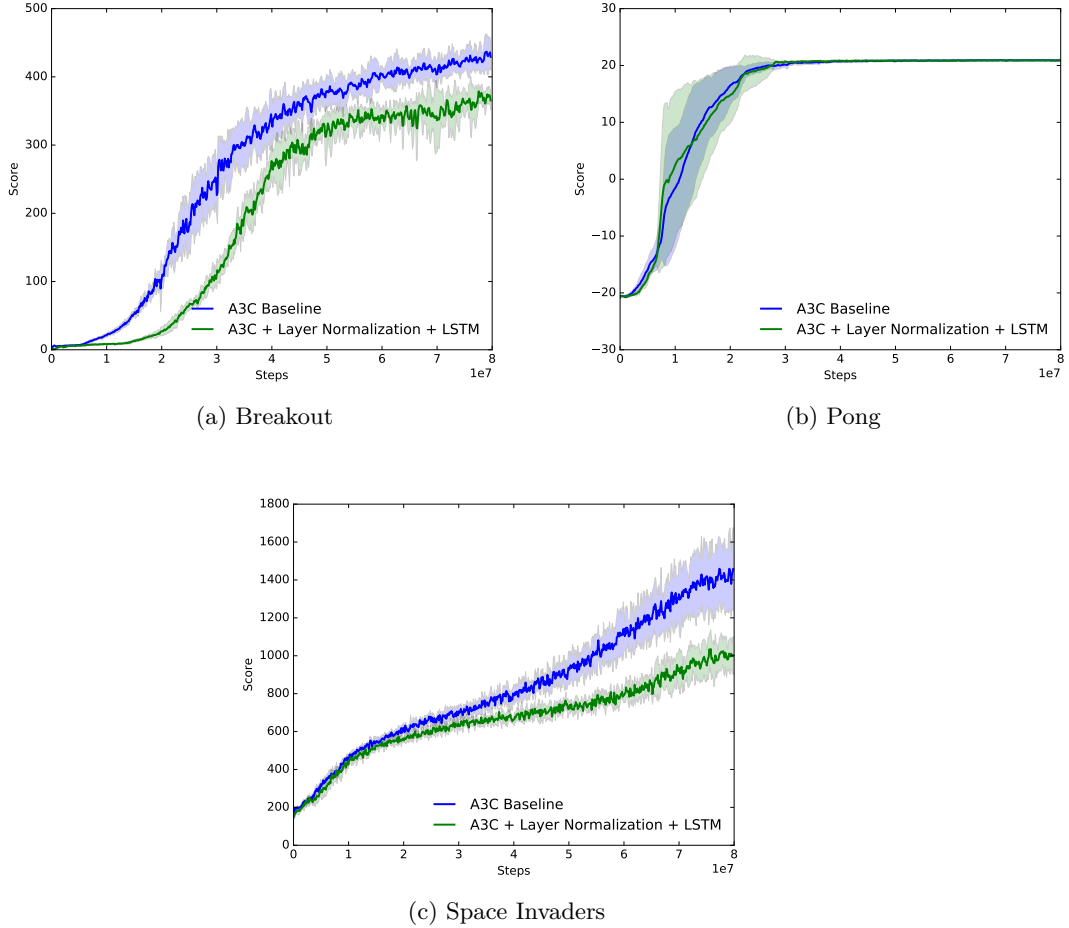 500
400
300
200
100
0
Score
0 1 2 3 4 5 6 7 8
Steps
1e7
A3C Baseline
A3C + Layer Normalization + LSTM
(a) Breakout
30
20
10
0
−10
−20
−30
Score
0 1 2 3 4 5 6 7 8
Steps
1e7
A3C Baseline
A3C + Layer Normalization + LSTM
(b) Pong
1800
1600
1400
1200
1000
800
600
400
200
0
Score
0 1 2 3 4 5 6 7 8
Steps
1e7
A3C Baseline
A3C + Layer Normalization + LSTM
(c) Space Invaders